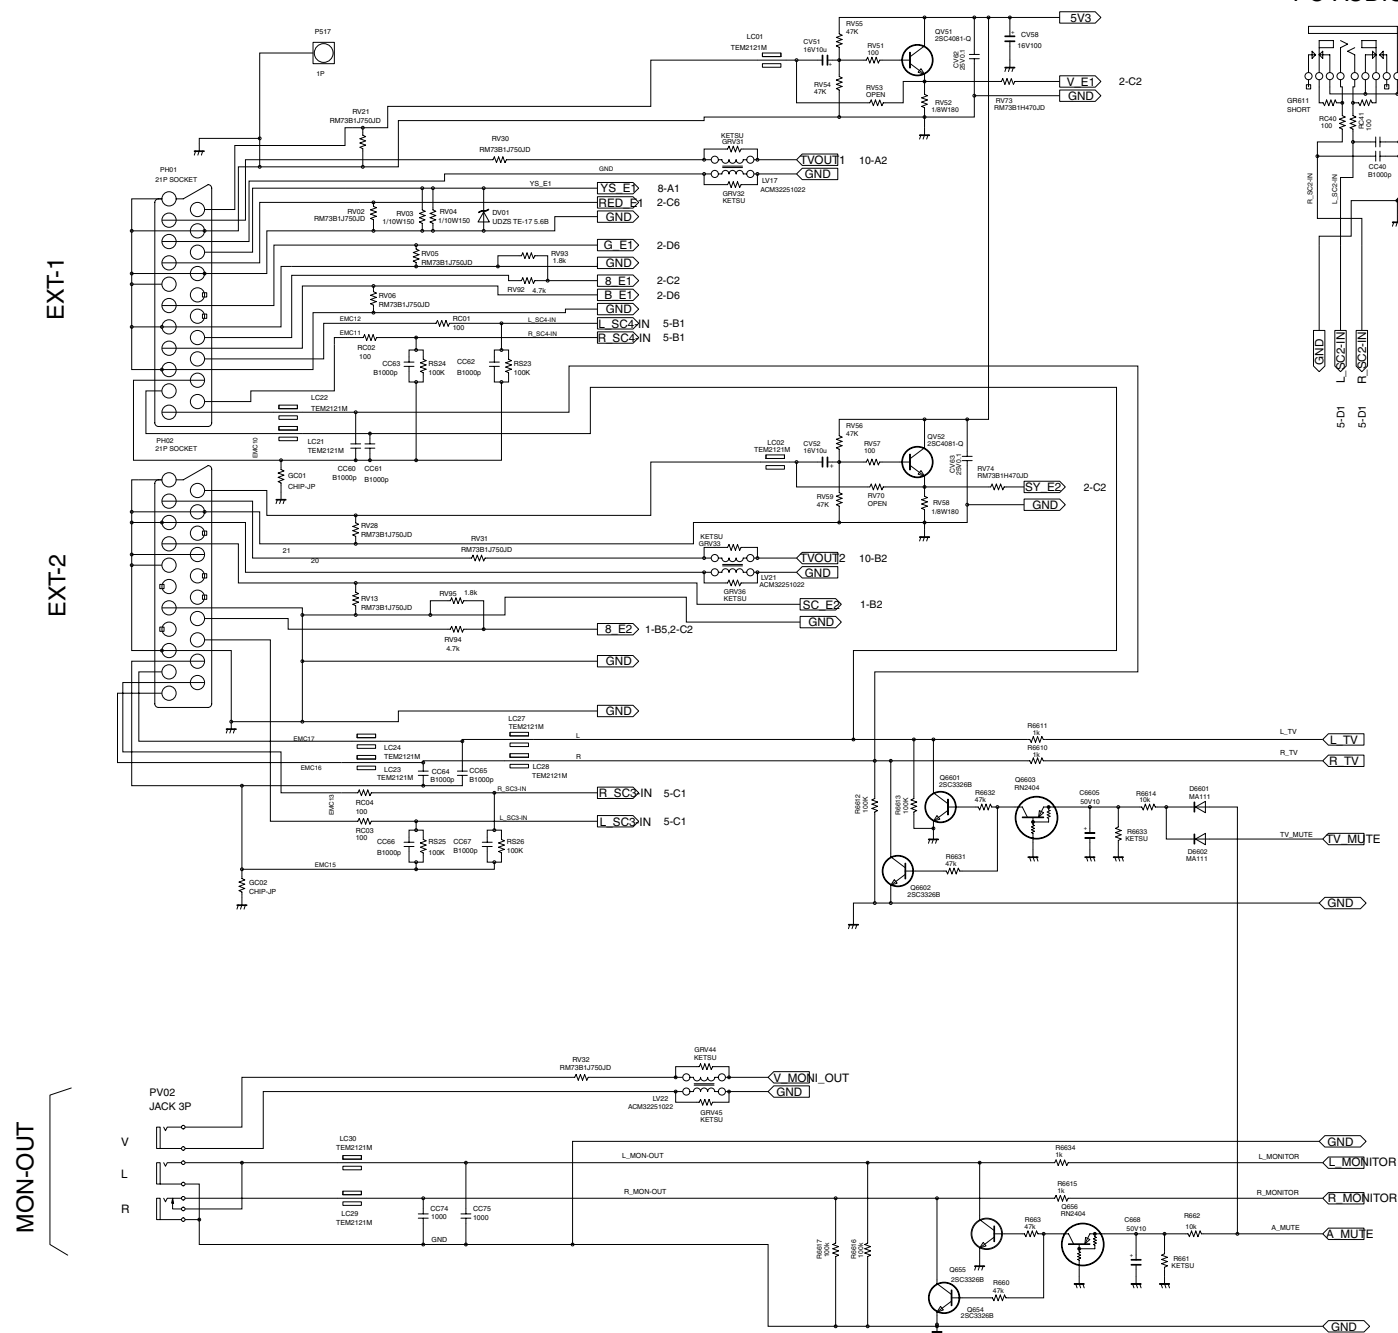 PC AUDIO
P517
1P
LC01
TEM2121M
CV51
16V10u
RV55
47K
RV51
100
QV51
2SC4081-Q
CV62
25V0.1
CV58
16V100
5V3
RV54
47K
RV53
OPEN
RV52
1/8W180
RV73
RM73B1H470JD
V_E1 2-C2
GND
RV21
RM73B1J750JD
RV30
RM73B1J750JD
KETSU
GRV31
TVOUT1 10-A2
GND
GND
LV17
ACM32251022
GRV32
KETSU
EXT-1
PH01
21P SOCKET
YS_E1
YS_E1 8-A1
RED_E1 2-C6
GND
RV02
RM73B1J750JD
RV03
1/10W150
RV04
1/10W150
DV01
UDZS TE-17 5.6B
G_E1 2-D6
GND
RV05
RM73B1J750JD
RV93
1.8k
8_E1 2-C2
RV92 4.7k
B_E1 2-D6
GND
RV06
RM73B1J750JD
EMC12
RC01
100
L_SC4-IN
L_SC4-IN 5-B1
EMC11
R_SC4-IN
R_SC4-IN 5-B1
RC02
100
CC63
B1000p
RS24
100K
CC62
B1000p
RS23
100K
LC22
TEM2121M
LC21
TEM2121M
EMC10
CC60
B1000p
CC61
B1000p
GC01
CHIP-JP
GR611
SHORT
RC40
100
RC41
100
CC40
B1000p
R_SC2-IN
L_SC2-IN
GND
L_SC2-IN 5-D1
R_SC2-IN 5-D1
EXT-2
PH02
21P SOCKET
LC02
TEM2121M
CV52
16V10u
RV56
47K
RV57
100
QV52
2SC4081-Q
CV63
25V0.1
RV74
RM73B1H470JD
SY_E2 2-C2
GND
RV59
47K
RV70
OPEN
RV58
1/8W180
RV28
RM73B1J750JD
21
20
RV31
RM73B1J750JD
KETSU
GRV33
TVOUT2 10-B2
GND
LV21
ACM32251022
GRV36
KETSU
RV13
RM73B1J750JD
RV95 1.8k
SC_E2 1-B2
GND
8_E2 1-B5,2-C2
RV94
4.7k
GND
GND
EMC17
LC24
TEM2121M
LC23
TEM2121M
EMC16
LC27
TEM2121M
LC28
TEM2121M
L
R
CC64
B1000p
CC65
B1000p
EMC13
RC04
100
RC03
100
R_SC3-IN
R_SC3-IN 5-C1
L_SC3-IN
L_SC3-IN 5-C1
CC66
B1000p
RS25
100K
CC67
B1000p
RS26
100K
EMC15
GC02
CHIP-JP
R6611
1k
R6610
1k
L_TV
L_TV
R_TV
R_TV
R6612
100K
R6613
100K
Q6601
2SC3326B
R6632
47k
Q6603
RN2404
C6605
50V10
R6614
10k
D6601
MA111
R6633
KETSU
D6602
MA111
TV_MUTE
TV_MUTE
R6631
47k
Q6602
2SC3326B
GND
MON-OUT
PV02
JACK 3P
V
L
R
RV32
RM73B1J750JD
GRV44
KETSU
V_MONI_OUT
GND
LV22
ACM32251022
GRV45
KETSU
LC30
TEM2121M
LC29
TEM2121M
L_MON-OUT
R_MON-OUT
CC74
1000
CC75
1000
GND
R6617
100k
R6616
100k
GND
R6634
1k
L_MONITOR
L_MONITOR
R6615
1k
R_MONITOR
R_MONITOR
Q656
RN2404
R663
47k
C668
50V10
R662
10k
A_MUTE
A_MUTE
R661
KETSU
Q655
2SC3326B
R660
47k
Q654
2SC3326B
GND